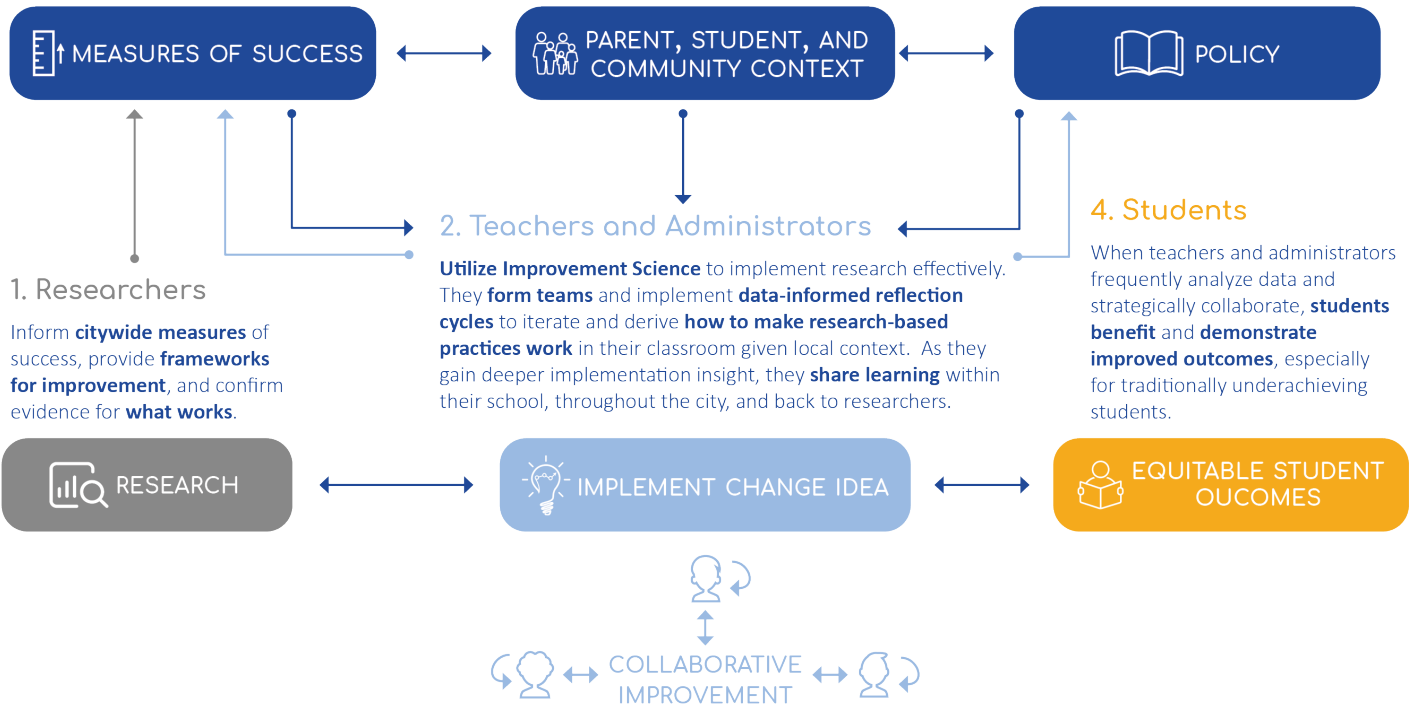 MEASURES OF SUCCESS
PARENT, STUDENT, AND
COMMUNITY CONTEXT
POLICY
1. Researchers
Inform citywide measures of
success, provide frameworks
for improvement, and confirm
evidence for what works.
2. Teachers and Administrators
Utilize Improvement Science to implement research effectively.
They form teams and implement data-informed reflection
cycles to iterate and derive how to make research-based
practices work in their classroom given local context.  As they
gain deeper implementation insight, they share learning within
their school, throughout the city, and back to researchers.
4. Students
When teachers and administrators
frequently analyze data and
strategically collaborate, students
benefit and demonstrate
improved outcomes, especially
for traditionally underachieving
students.
RESEARCH
IMPLEMENT CHANGE IDEA
EQUITABLE STUDENT
OUCOMES
COLLABORATIVE
IMPROVEMENT